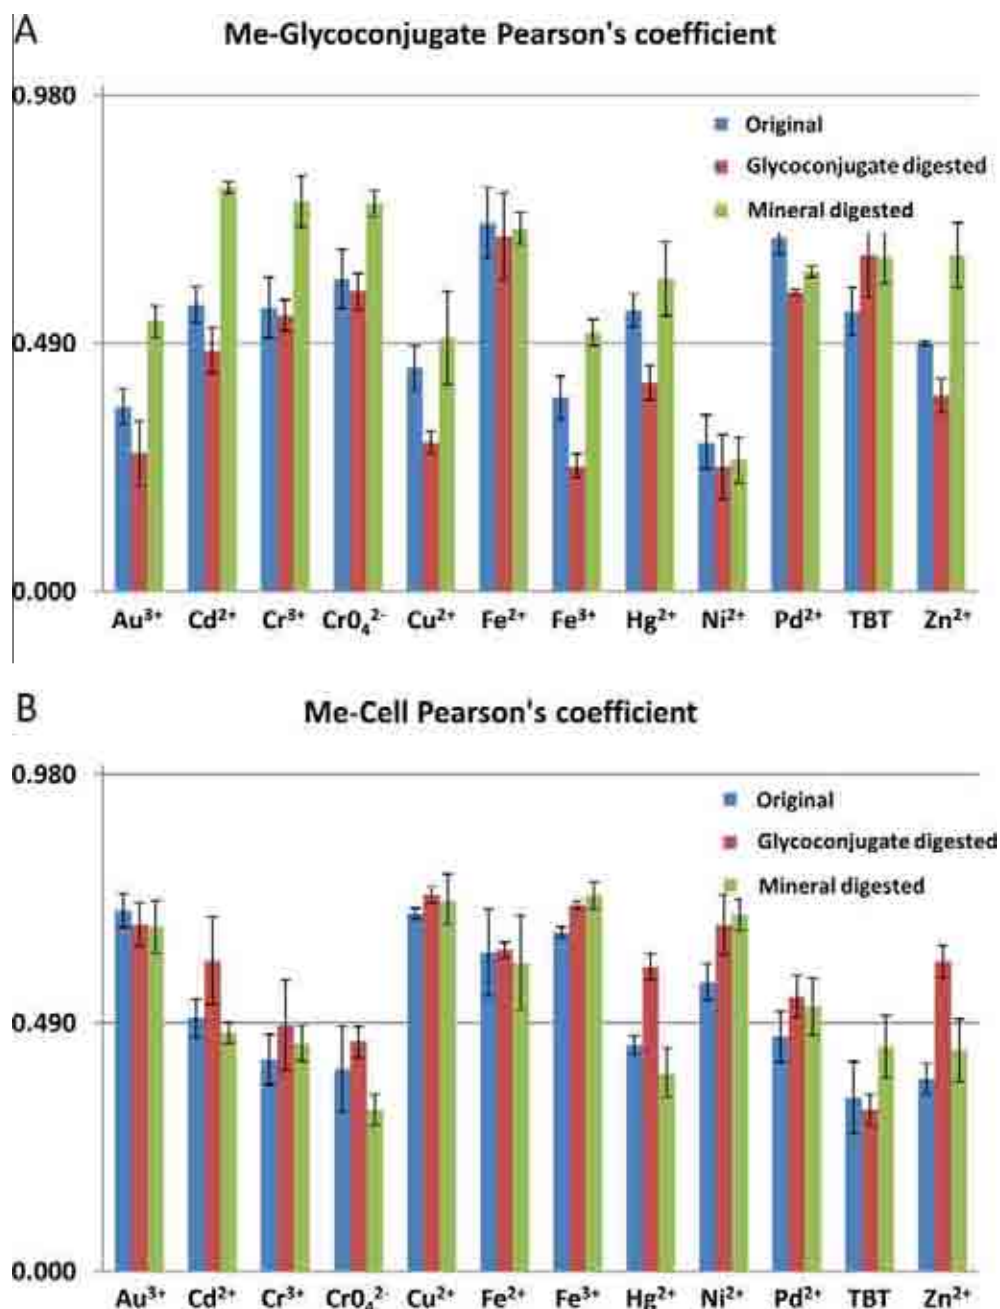 A
Me-Glycoconjugate Pearson's coefficient
0.980
Original
Glycoconjugate digested
Mineral digested
0.490
0.000
Au³⁺ Cd²⁺ Cr³⁺ Cr0₄²⁻ Cu²⁺ Fe²⁺ Fe³⁺ Hg²⁺ Ni²⁺ Pd²⁺ TBT Zn²⁺
B
Me-Cell Pearson's coefficient
0.980
Original
Glycoconjugate digested
Mineral digested
0.490
0.000
Au³⁺ Cd²⁺ Cr³⁺ Cr0₄²⁻ Cu²⁺ Fe²⁺ Fe³⁺ Hg²⁺ Ni²⁺ Pd²⁺ TBT Zn²⁺